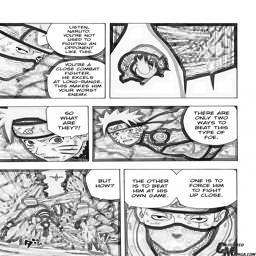 LISTEN,
NARUTO.
YOU'RE NOT
USED TO
FIGHTING AN
OPPONENT
LIKE THIS.
YOU'RE A
CLOSE COMBAT
FIGHTER.
HE EXCELS
AT LONG-RANGE.
THIS MAKES HIM
YOUR WORST
ENEMY.
SO
WHAT
ARE
THEY?!
THERE ARE
ONLY TWO
WAYS TO
BEAT THIS
TYPE OF
FOE.
BUT
HOW?
THE OTHER
IS TO BEAT
HIM AT HIS
OWN GAME.
ONE IS TO
FORCE HIM
TO FIGHT
UP CLOSE.